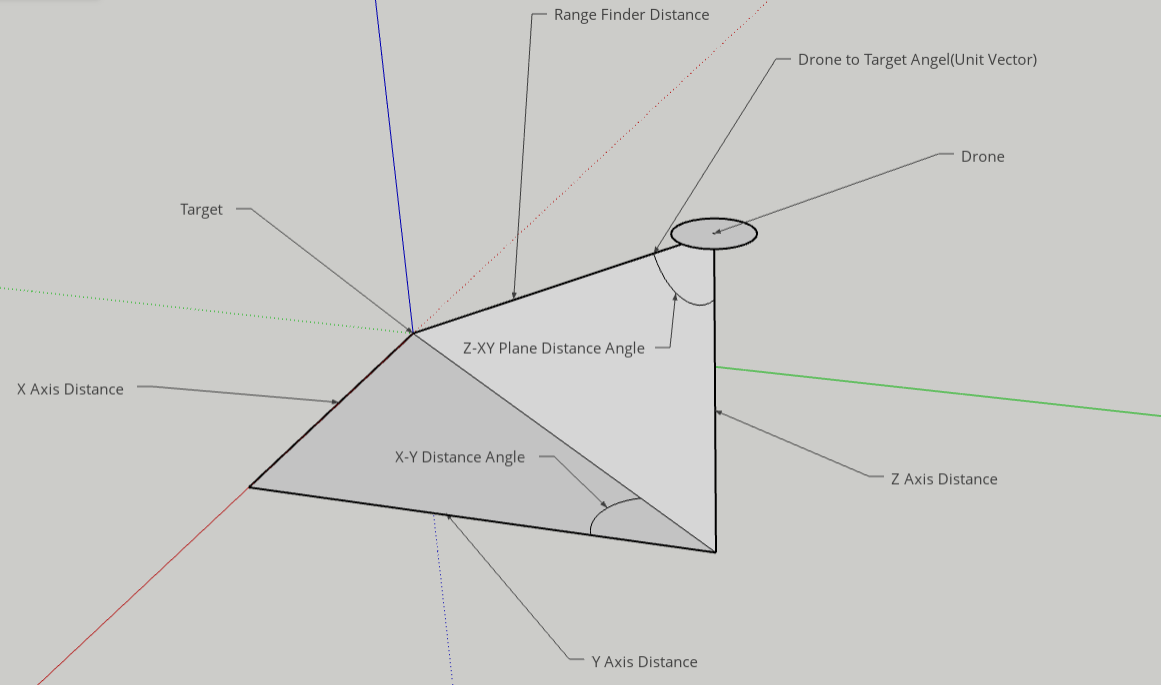 Range Finder Distance
Drone to Target Angel(Unit Vector)
Drone
Target
Z-XY Plane Distance Angle
X Axis Distance
X-Y Distance Angle
Z Axis Distance
Y Axis Distance